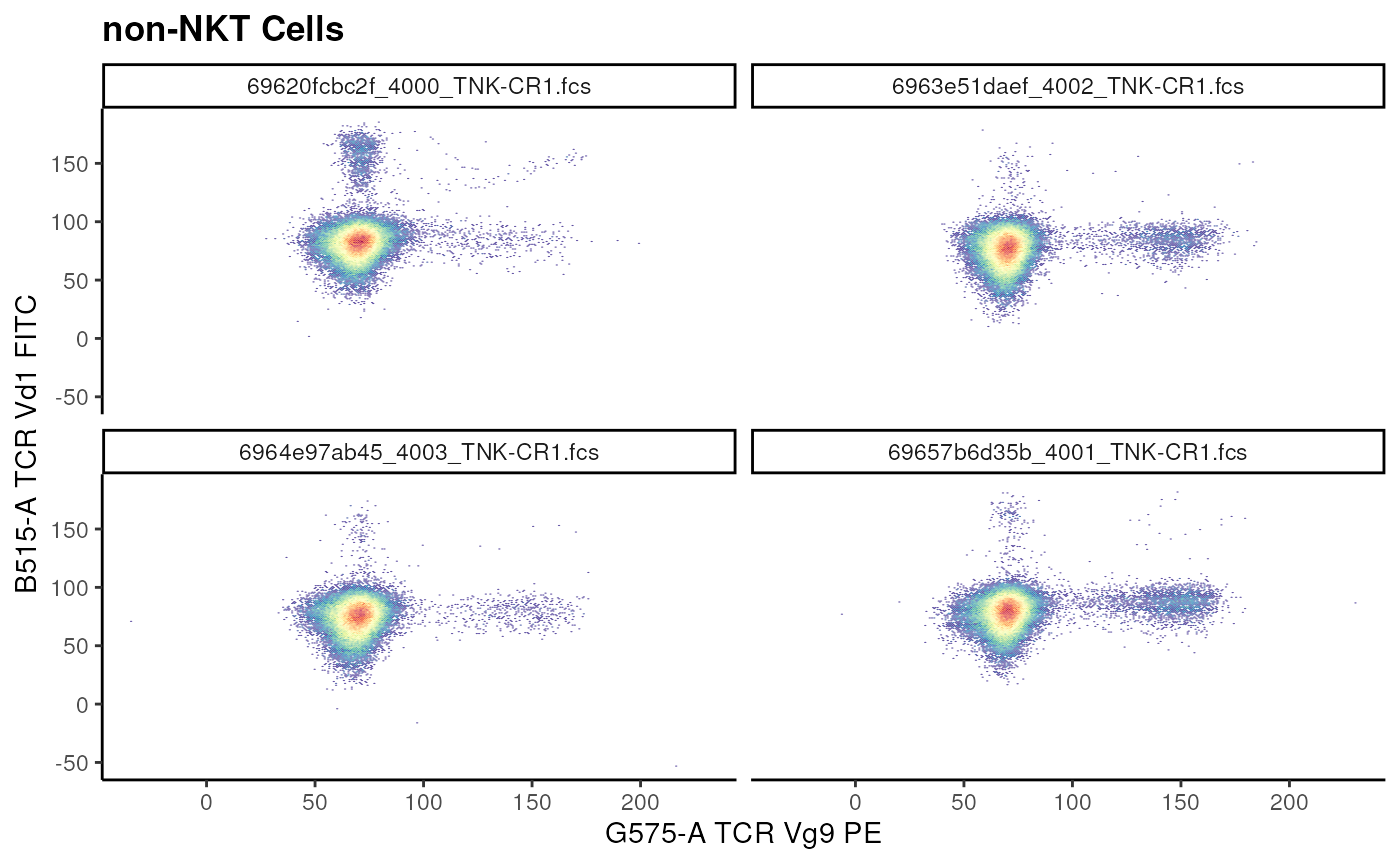 non-NKT Cells
69620fcbc2f_4000_TNK-CR1.fcs
6963e51daef_4002_TNK-CR1.fcs
150
100
50
0
-50
6964e97ab45_4003_TNK-CR1.fcs
69657b6d35b_4001_TNK-CR1.fcs
150
100
50
0
-50
B515-A TCR Vd1 FITC
0 50 100 150 200
0 50 100 150 200
G575-A TCR Vg9 PE